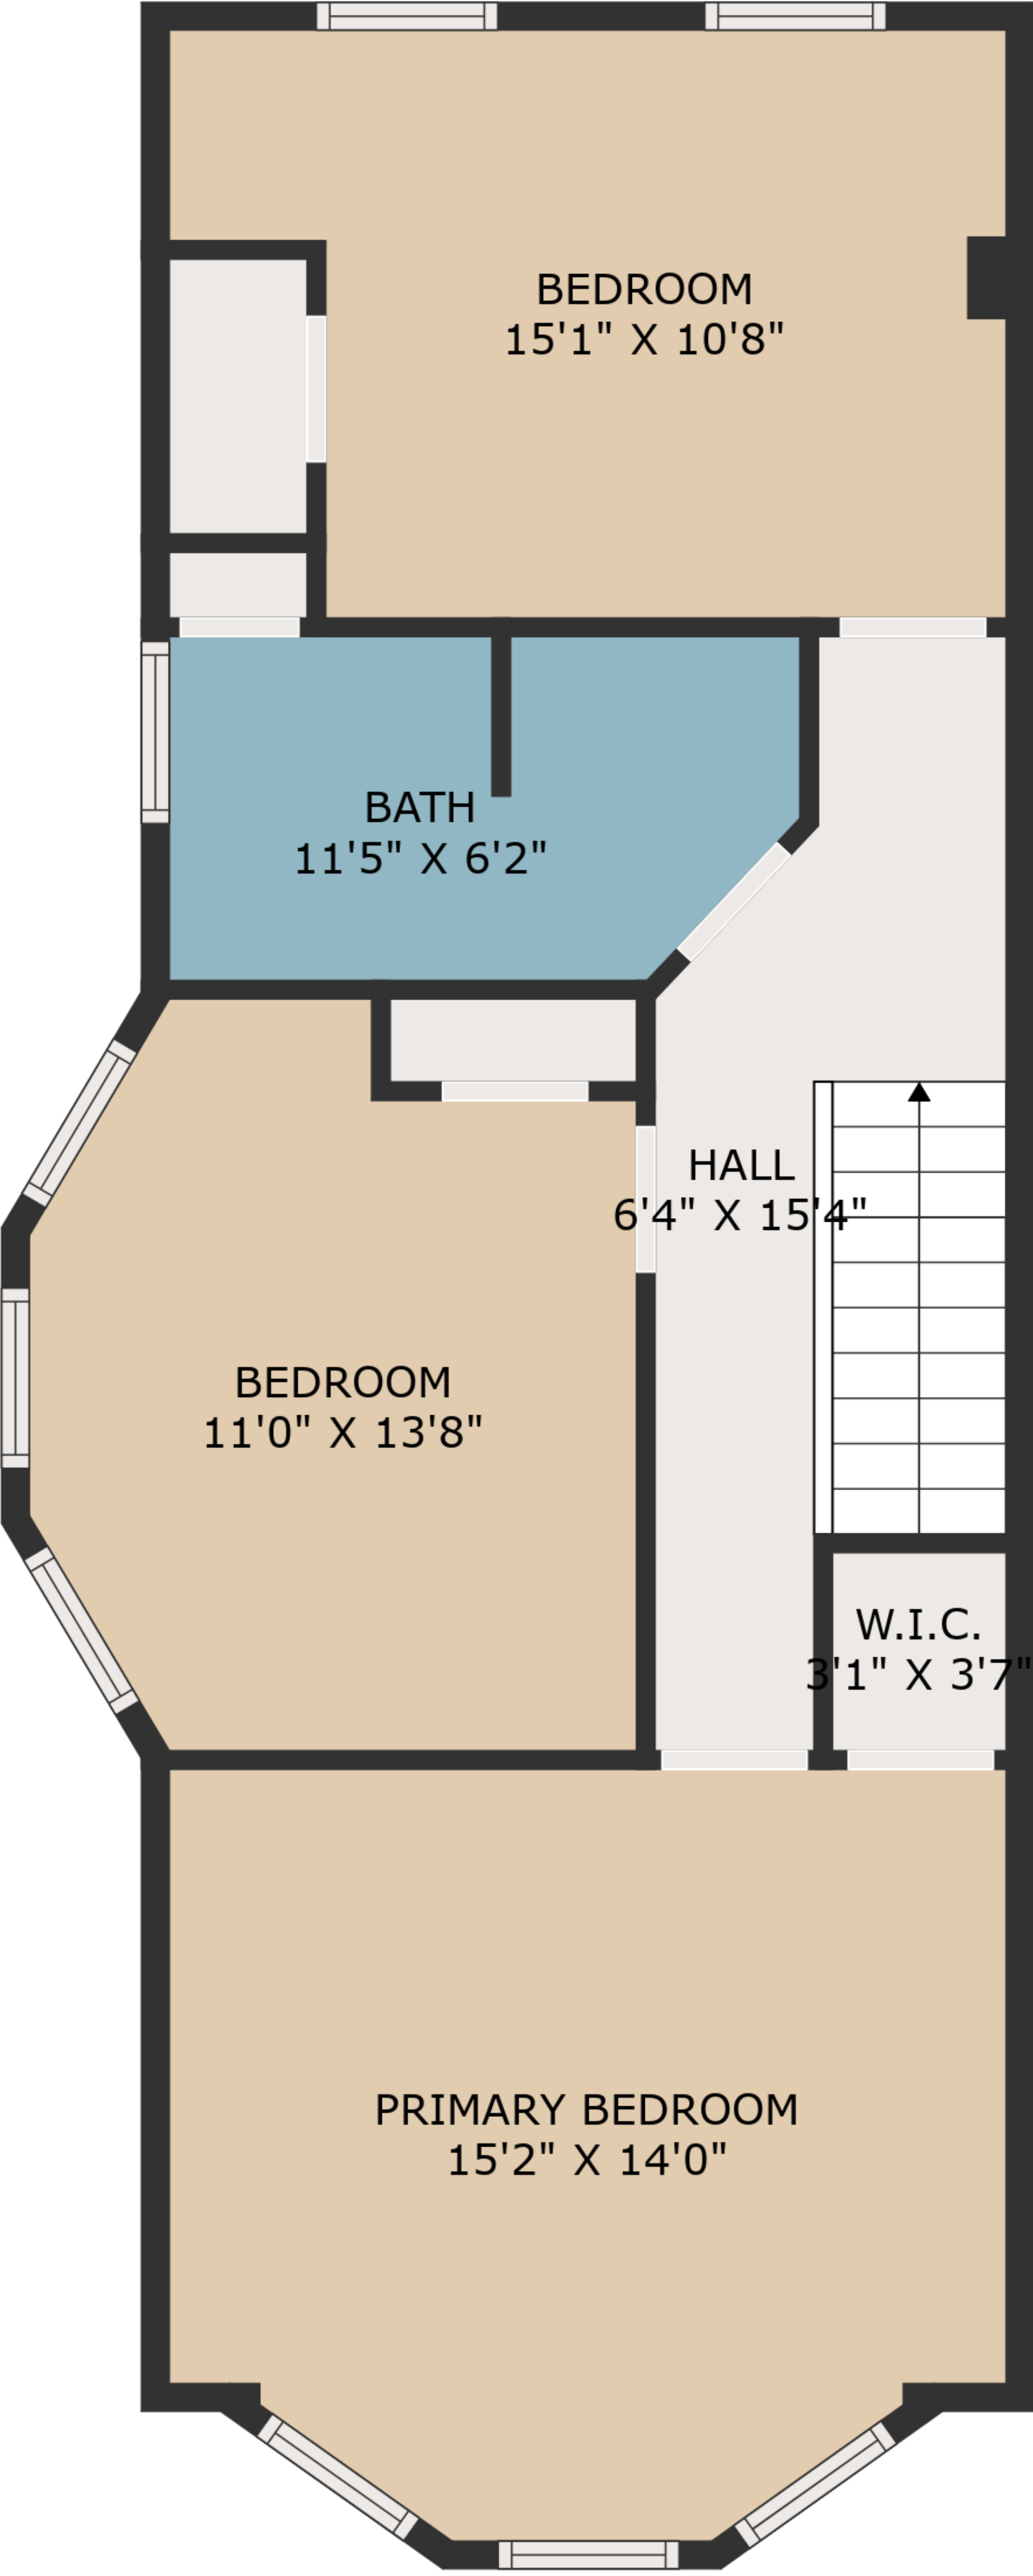 BEDROOM
15'1" X 10'8"
BATH
11'5" X 6'2"
HALL
6'4" X 15'4"
BEDROOM
11'0" X 13'8"
W.I.C.
3'1" X 3'7"
PRIMARY BEDROOM
15'2" X 14'0"